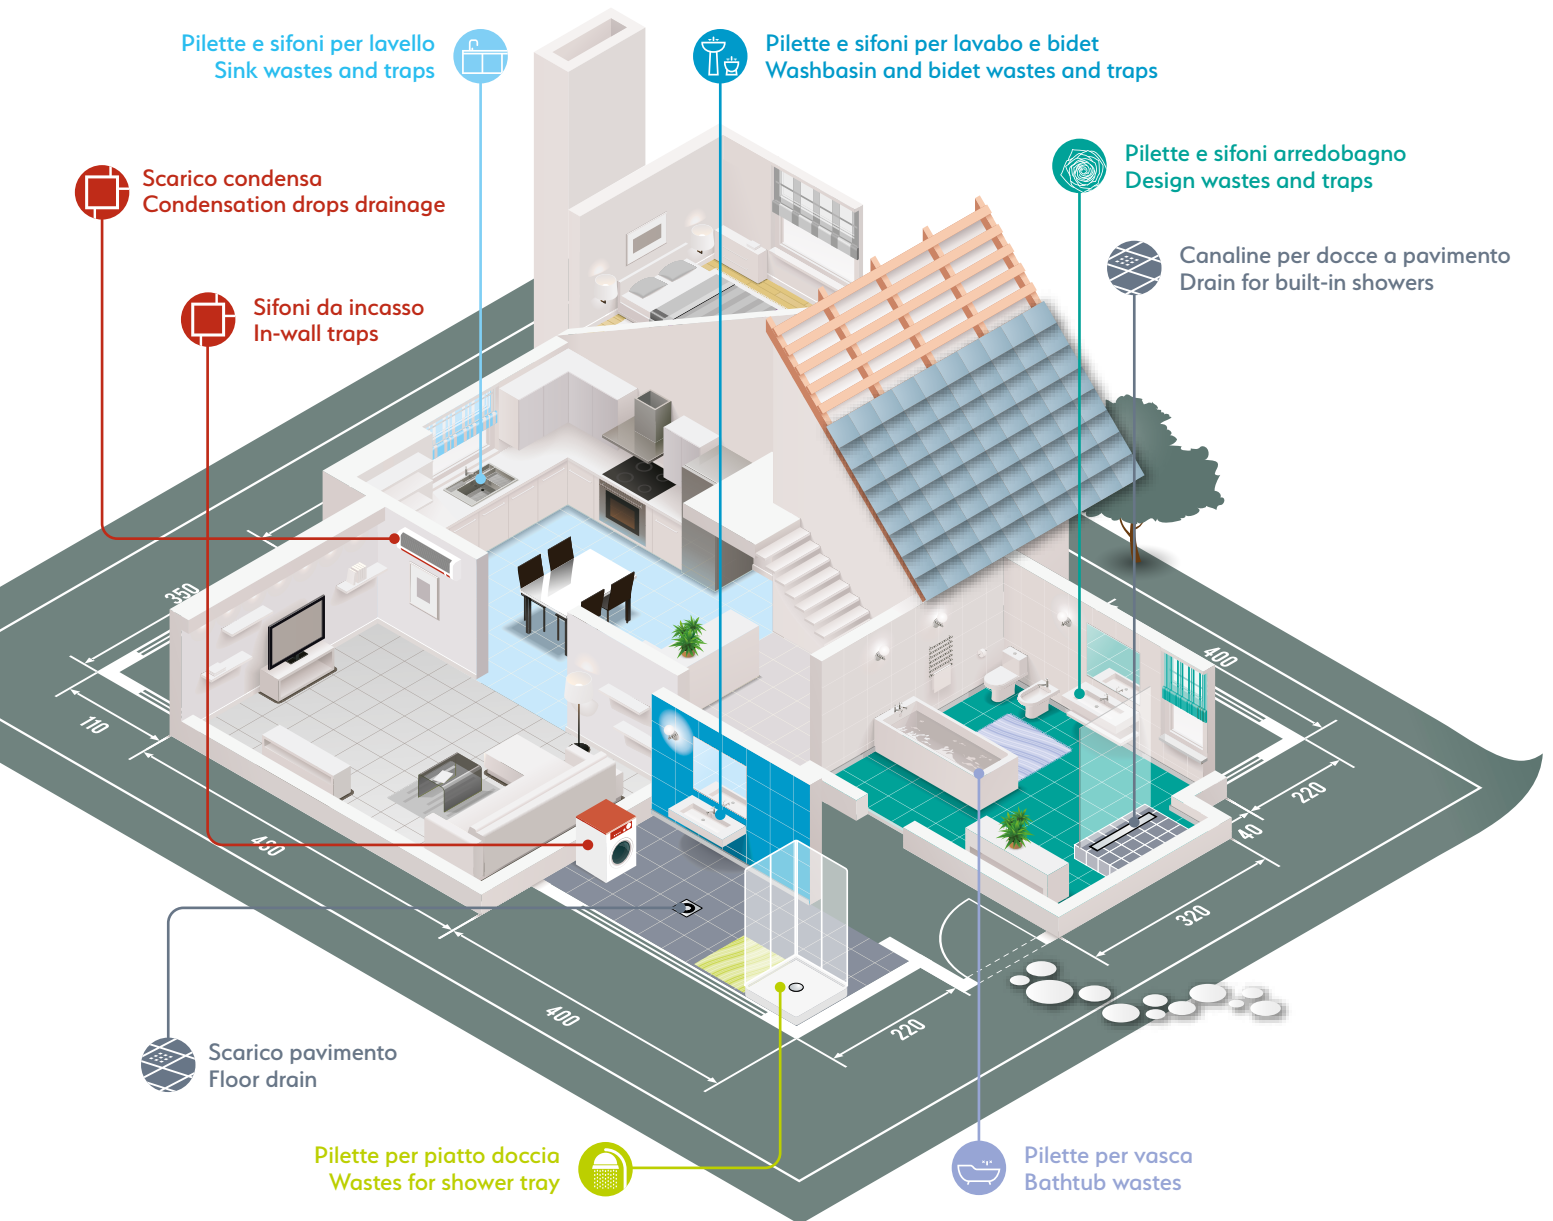 Pilette e sifoni per lavello
Sink wastes and traps
Pilette e sifoni per lavabo e bidet
Washbasin and bidet wastes and traps
Pilette e sifoni arredobagno
Design wastes and traps
Scarico condensa
Condensation drops drainage
Canaline per docce a pavimento
Drain for built-in showers
Sifoni da incasso
In-wall traps
350
400
110
220
40
450
320
400
220
Scarico pavimento
Floor drain
Pilette per piatto doccia
Wastes for shower tray
Pilette per vasca
Bathtub wastes